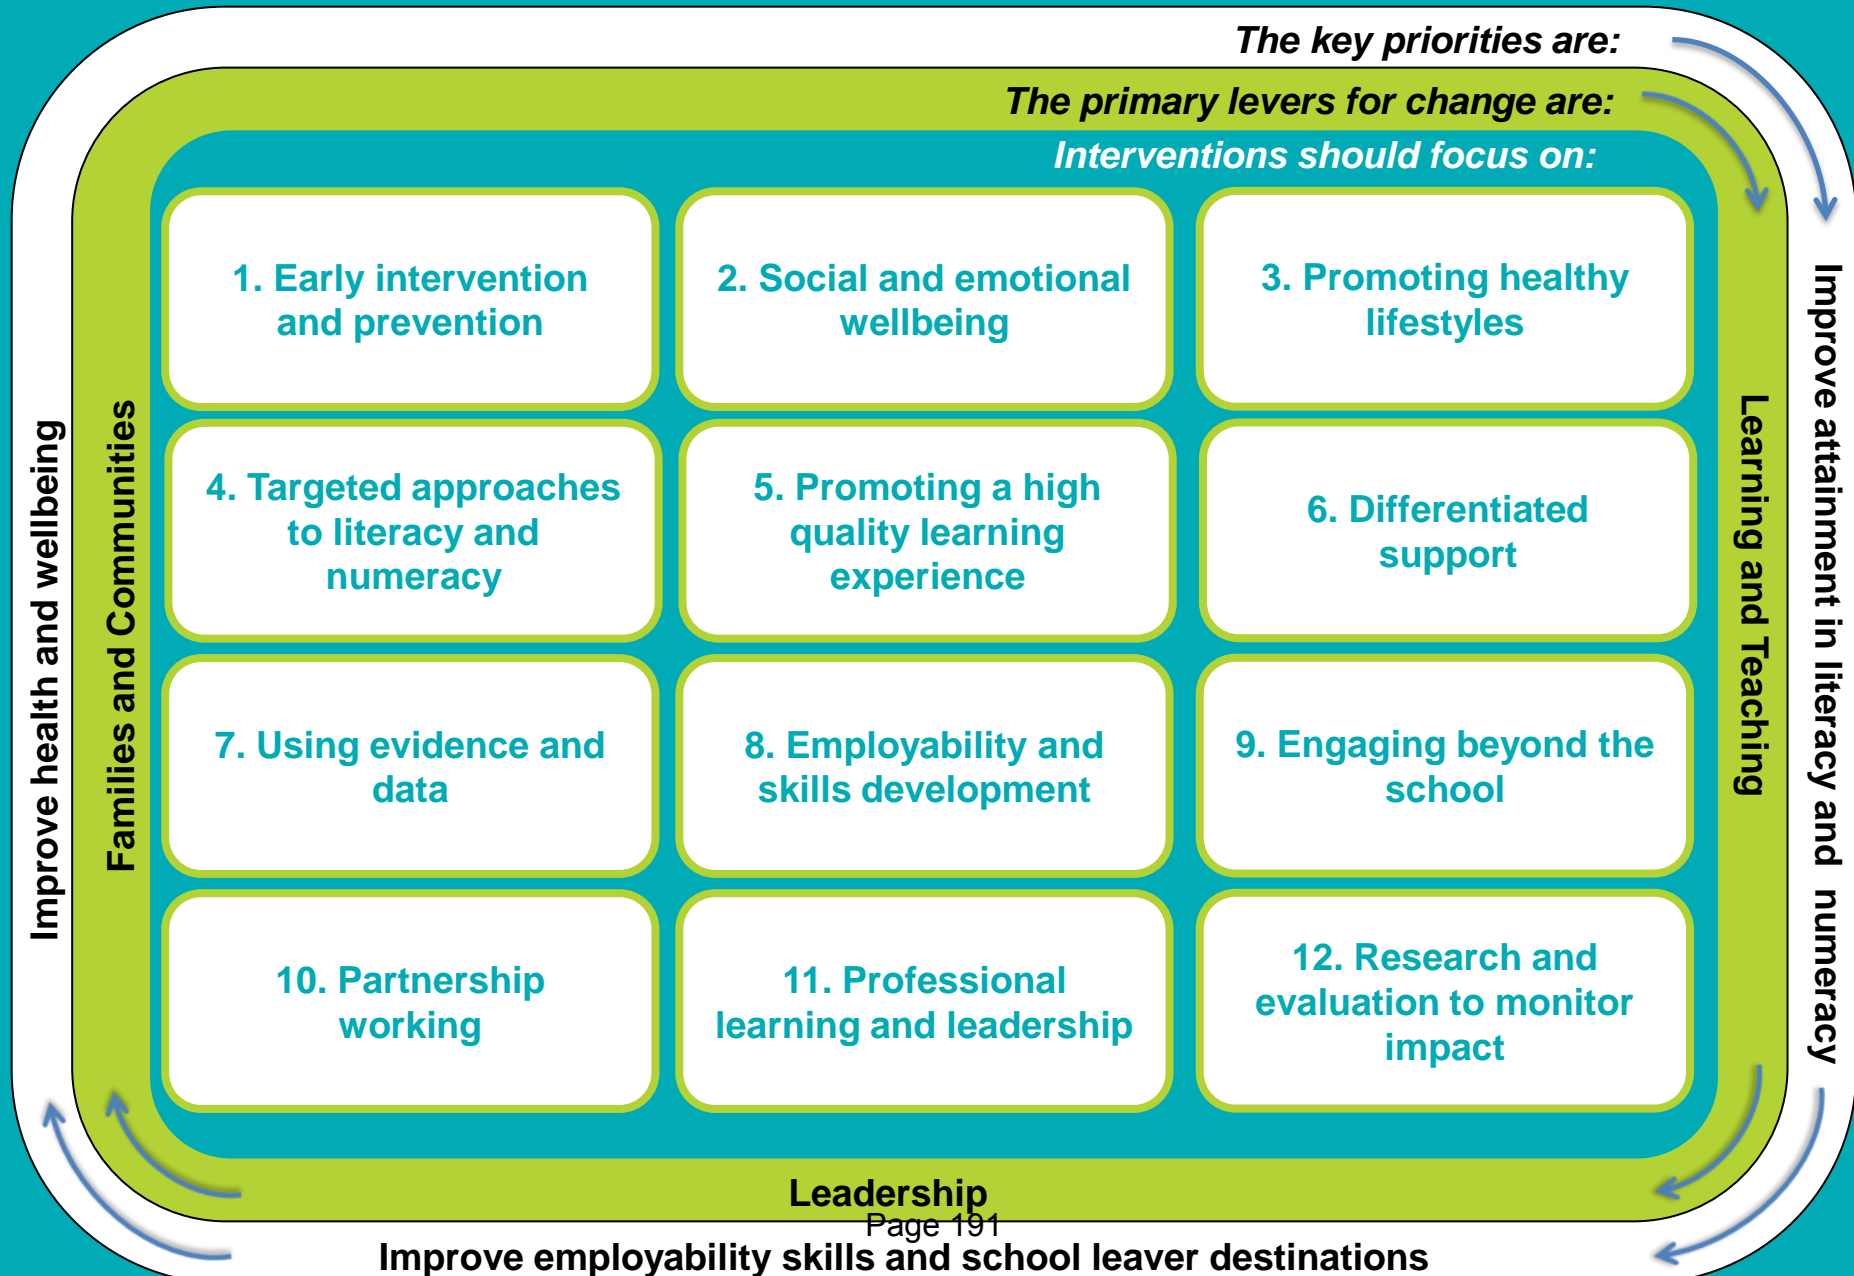 The key priorities are:
The primary levers for change are:
Interventions should focus on:
1. Early intervention
and prevention
2. Social and emotional
wellbeing
3. Promoting healthy
lifestyles
4. Targeted approaches
to literacy and
numeracy
5. Promoting a high
quality learning
experience
6. Differentiated
support
7. Using evidence and
data
8. Employability and
skills development
9. Engaging beyond the
school
10. Partnership
working
11. Professional
learning and leadership
12. Research and
evaluation to monitor
impact
Learning and Teaching
Improve attainment in literacy and numeracy
Leadership
Page 191
Improve employability skills and school leaver destinations
Families and Communities
Improve health and wellbeing